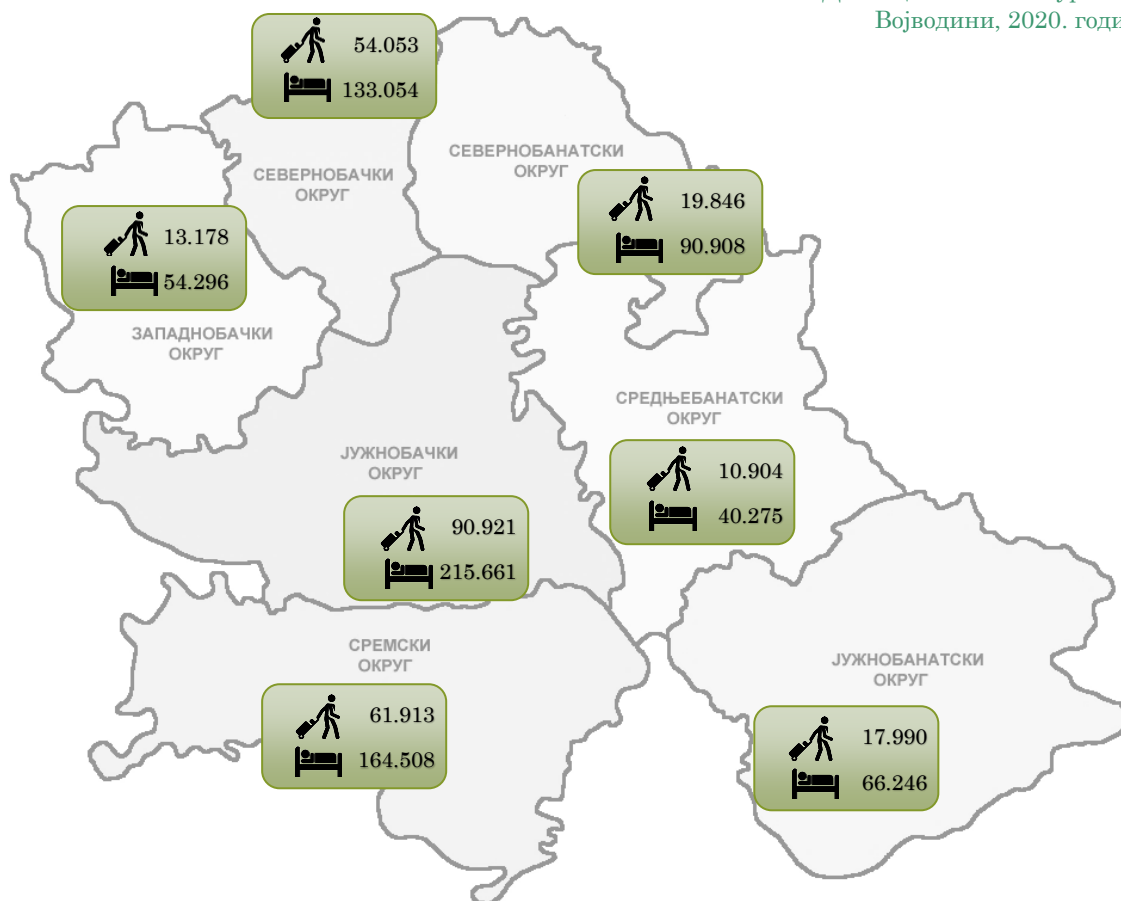 Војводини, 2020.
54.053
133.054
СЕВЕРНОБАНАТСКИ
ОКРУГ
СЕВЕРНОБАЧКИ
ОКРУГ
19.846
90.908
13.178
54.296
ЗАПАДНОБАЧКИ
ОКРУГ
СРЕДЊЕБАНАТСКИ
ОКРУГ
ЈУЖНОБАЧКИ
ОКРУГ
10.904
40.275
90.921
215.661
СРЕМСКИ
ОКРУГ
ЈУЖНОБАНАТСКИ
ОКРУГ
61.913
164.508
17.990
66.246